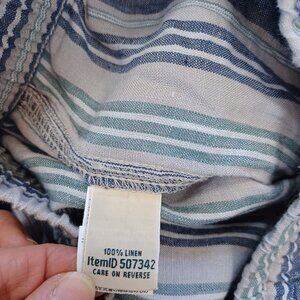 100% LINEN
ItemID 507342
CARE ON REVERSE